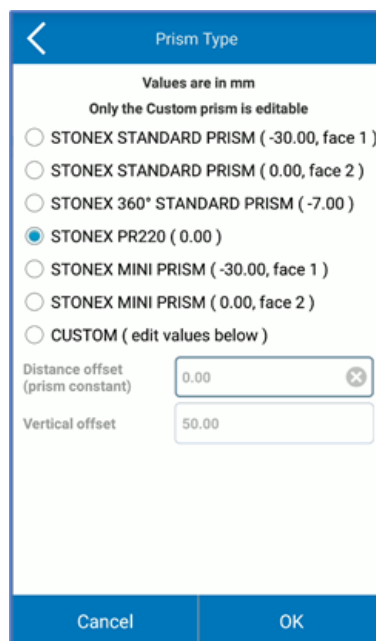 Prism Type
Values are in mm
Only the Custom prism is editable
STONEX STANDARD PRISM ( -30.00, face 1 )
STONEX STANDARD PRISM ( 0.00, face 2 )
STONEX 360° STANDARD PRISM ( -7.00 )
STONEX PR220 ( 0.00 )
STONEX MINI PRISM ( -30.00, face 1 )
STONEX MINI PRISM ( 0.00, face 2 )
CUSTOM ( edit values below )
Distance offset
(prism constant)
0.00
Vertical offset
50.00
Cancel
OK